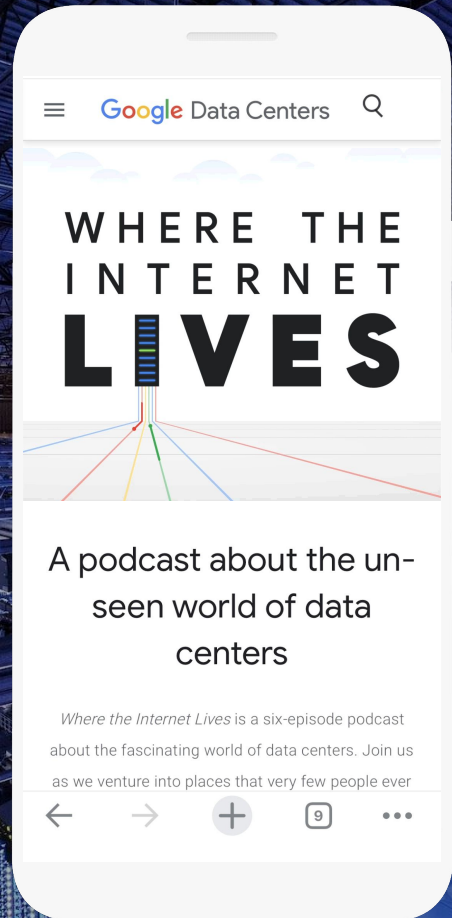 Google Data Centers
WHERE THE
INTERNET
LIVES
A podcast about the un-
seen world of data
centers
Where the Internet Lives is a six-episode podcast
about the fascinating world of data centers. Join us
as we venture into places that very few people ever
9